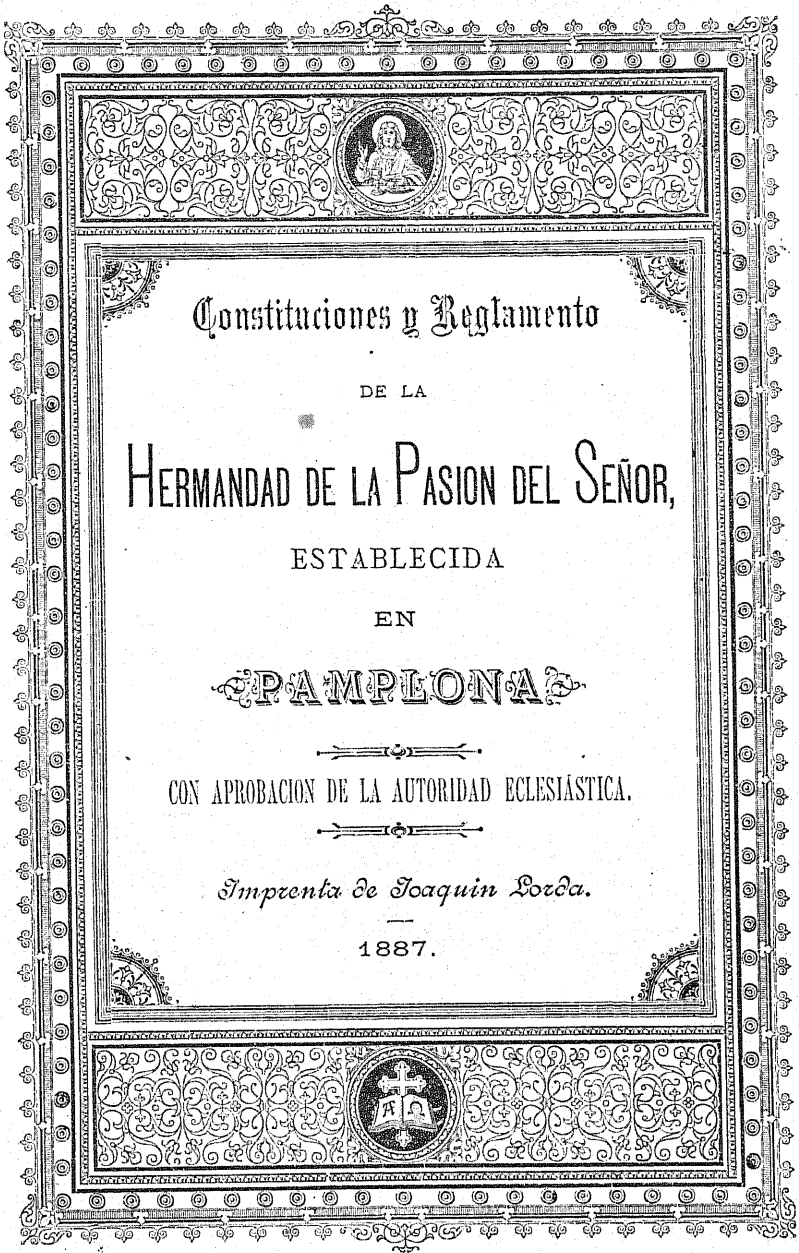 Constituciones y Reglamento
DE LA
HERMANDAD DE LA PASION DEL SEÑOR,
ESTABLECIDA
EN
PAMPLONA
CON APROBACION DE LA AUTORIDAD ECLESIÁSTICA.
Imprenta de Joaquin Lorda.
1887.
A Ω